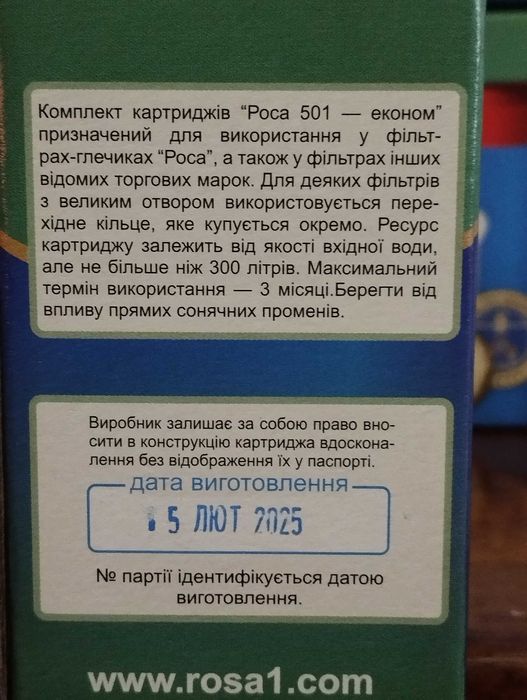 Комплект картриджів “Роса 501 — економ”
призначений для використання у фільт-
рах-глечиках “Роса”, а також у фільтрах інших
відомих торгових марок. Для деяких фільтрів
з великим отвором використовується пере-
хідне кільце, яке купується окремо. Ресурс
картриджу залежить від якості вхідної води,
але не більше ніж 300 літрів. Максимальний
термін використання — 3 місяці.Берегти від
впливу прямих сонячних променів.
Виробник залишає за собою право вно-
сити в конструкцію картриджа вдоскона-
лення без відображення їх у паспорті.
дата виготовлення
5 ЛЮТ 2025
№ партії ідентифікується датою
виготовлення.
www.rosa1.com